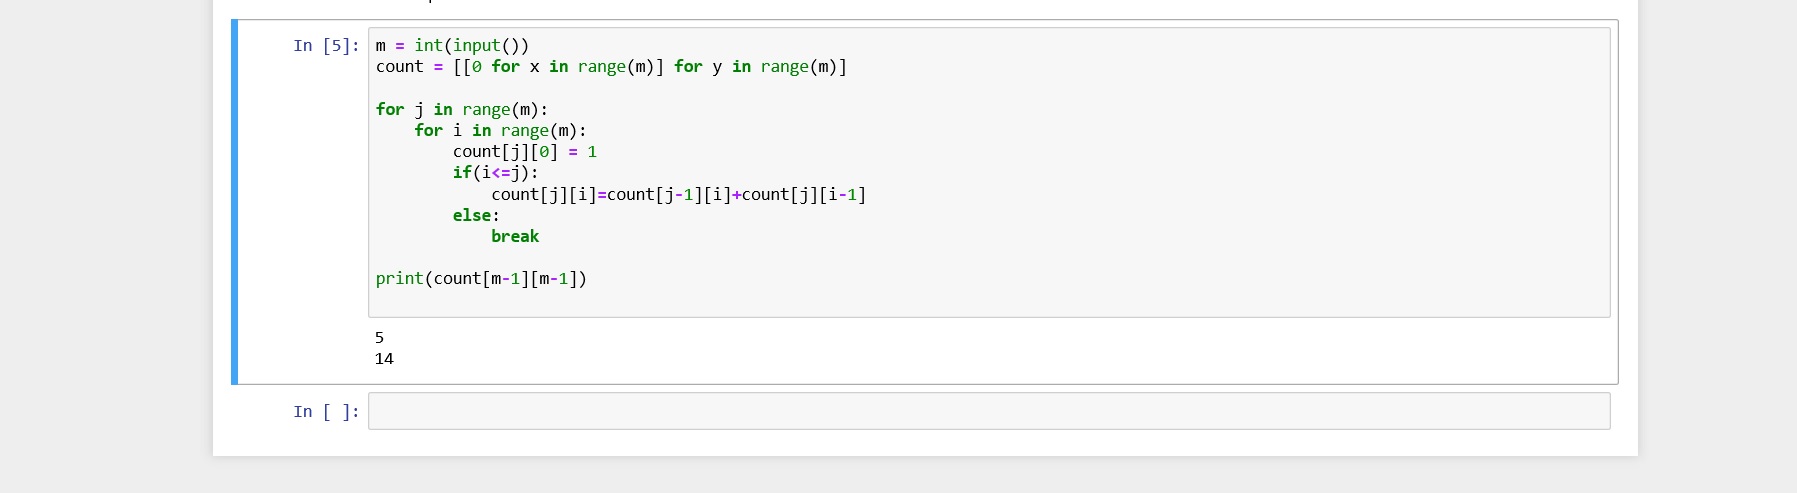 In [5]: m = int(input())
count = [[0 for x in range(m)] for y in range(m)]
for j in range(m):
    for i in range(m):
        count[j][0] = 1
        if(i<=j):
            count[j][i]=count[j-1][i]+count[j][i-1]
        else:
            break
print(count[m-1][m-1])
5
14
In [ ]: